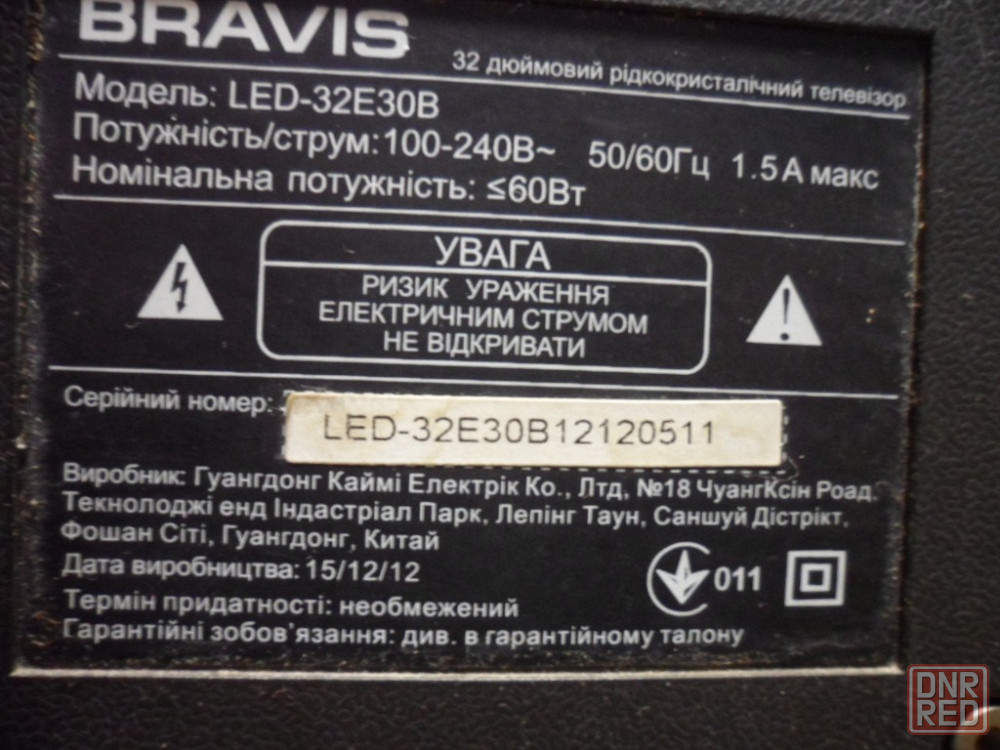 BRAVIS
32 дюймовий рідкокристалічний телевізор
Модель: LED-32E30B
Потужність/струм:100-240В~ 50/60Гц 1.5А макс
Номінальна потужність: ≤60Вт
УВАГА
РИЗИК УРАЖЕННЯ
ЕЛЕКТРИЧНИМ СТРУМОМ
НЕ ВІДКРИВАТИ
Серійний номер:
LED-32E30B12120511
Виробник: Гуангдонг Каймі Електрік Ко., Лтд, №18 ЧуангКсін Роад.
Текнолоджі енд Індастріал Парк, Лепінг Таун, Саншуй Дістрікт,
Фошан Сіті, Гуангдонг, Китай
Дата виробництва: 15/12/12
011
Термін придатності: необмежений
Гарантійні зобов'язання: див. в гарантійному талону
DNR
RED